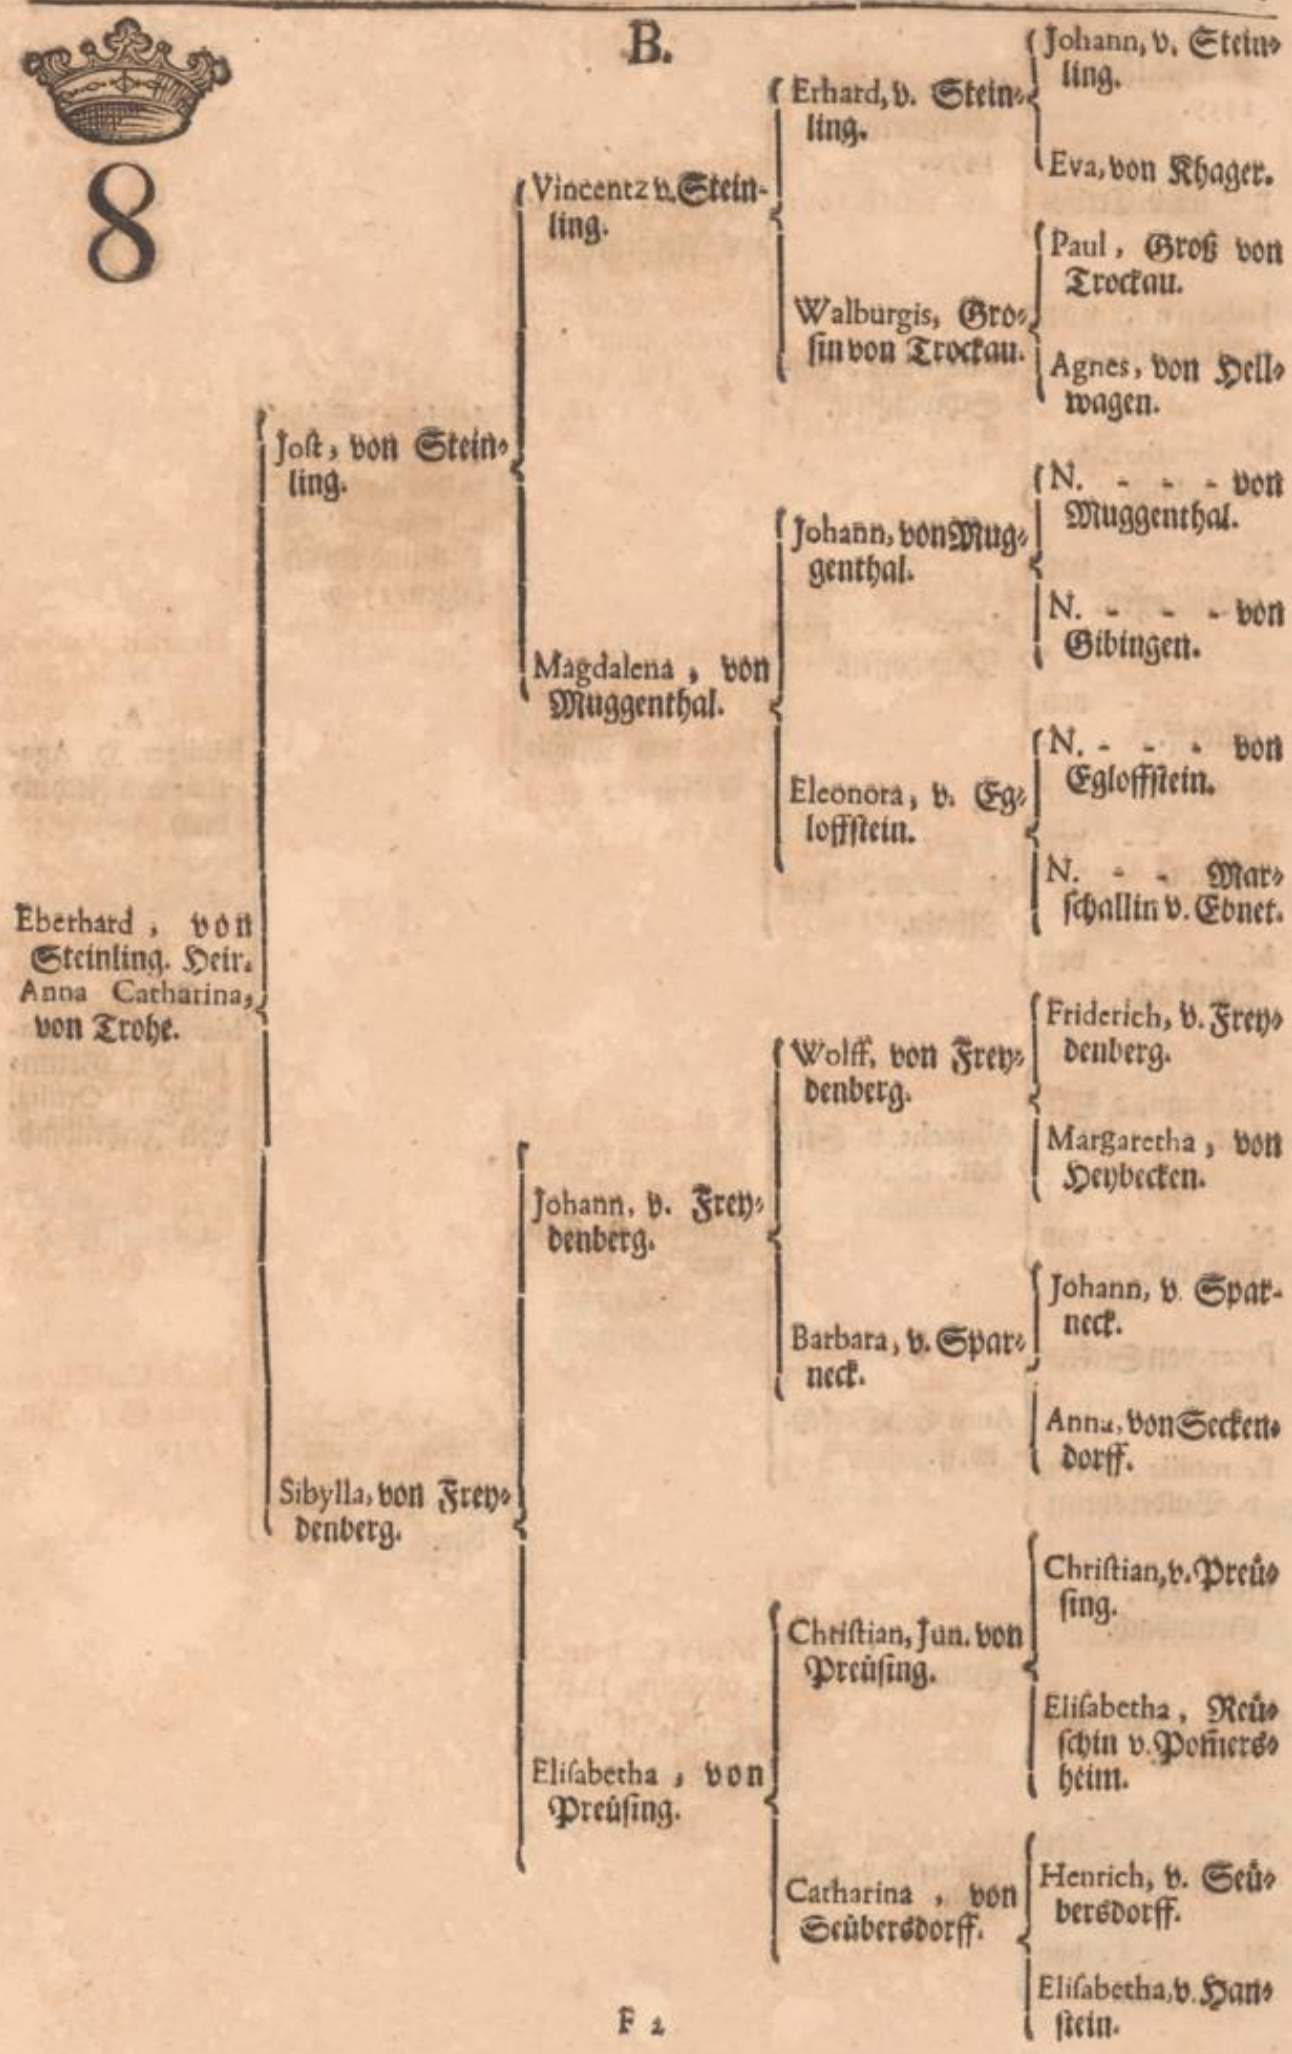 B.
8
Eberhard, von
Steinling. Heir.
Anna Catharina,
von Trohe.
Jost, von Stein-
ling.
Sibylla, von Frey-
denberg.
Vincentz v. Stein-
ling.
Magdalena, von
Muggenthal.
Johann, v. Frey-
denberg.
Elisabetha, von
Preüsing.
Erhard, v. Stein-
ling.
Walburgis, Gro-
sin von Trockau.
Johann, von Mug-
genthal.
Eleonora, v. Eg-
loffstein.
Wolff, von Frey-
denberg.
Barbara, v. Spar-
neck.
Christian, Jun. von
Preüsing.
Catharina, von
Seübersdorff.
Johann, v. Stein-
ling.
Eva, von Khager.
Paul, Groß von
Trockau.
Agnes, von Hell-
wagen.
N. - - - von
Muggenthal.
N. - - - von
Gibingen.
N. - - - von
Egloffstein.
N. - - Mar-
schallin v. Ebnet.
Friderich, v. Frey-
denberg.
Margaretha, von
Heybecken.
Johann, v. Spar-
neck.
Anna, von Secken-
dorff.
Christian, v. Preü-
sing.
Elisabetha, Reü-
schin v. Pom̄ers-
heim.
Henrich, v. Seü-
bersdorff.
Elisabetha, v. Han-
stein.
F 2